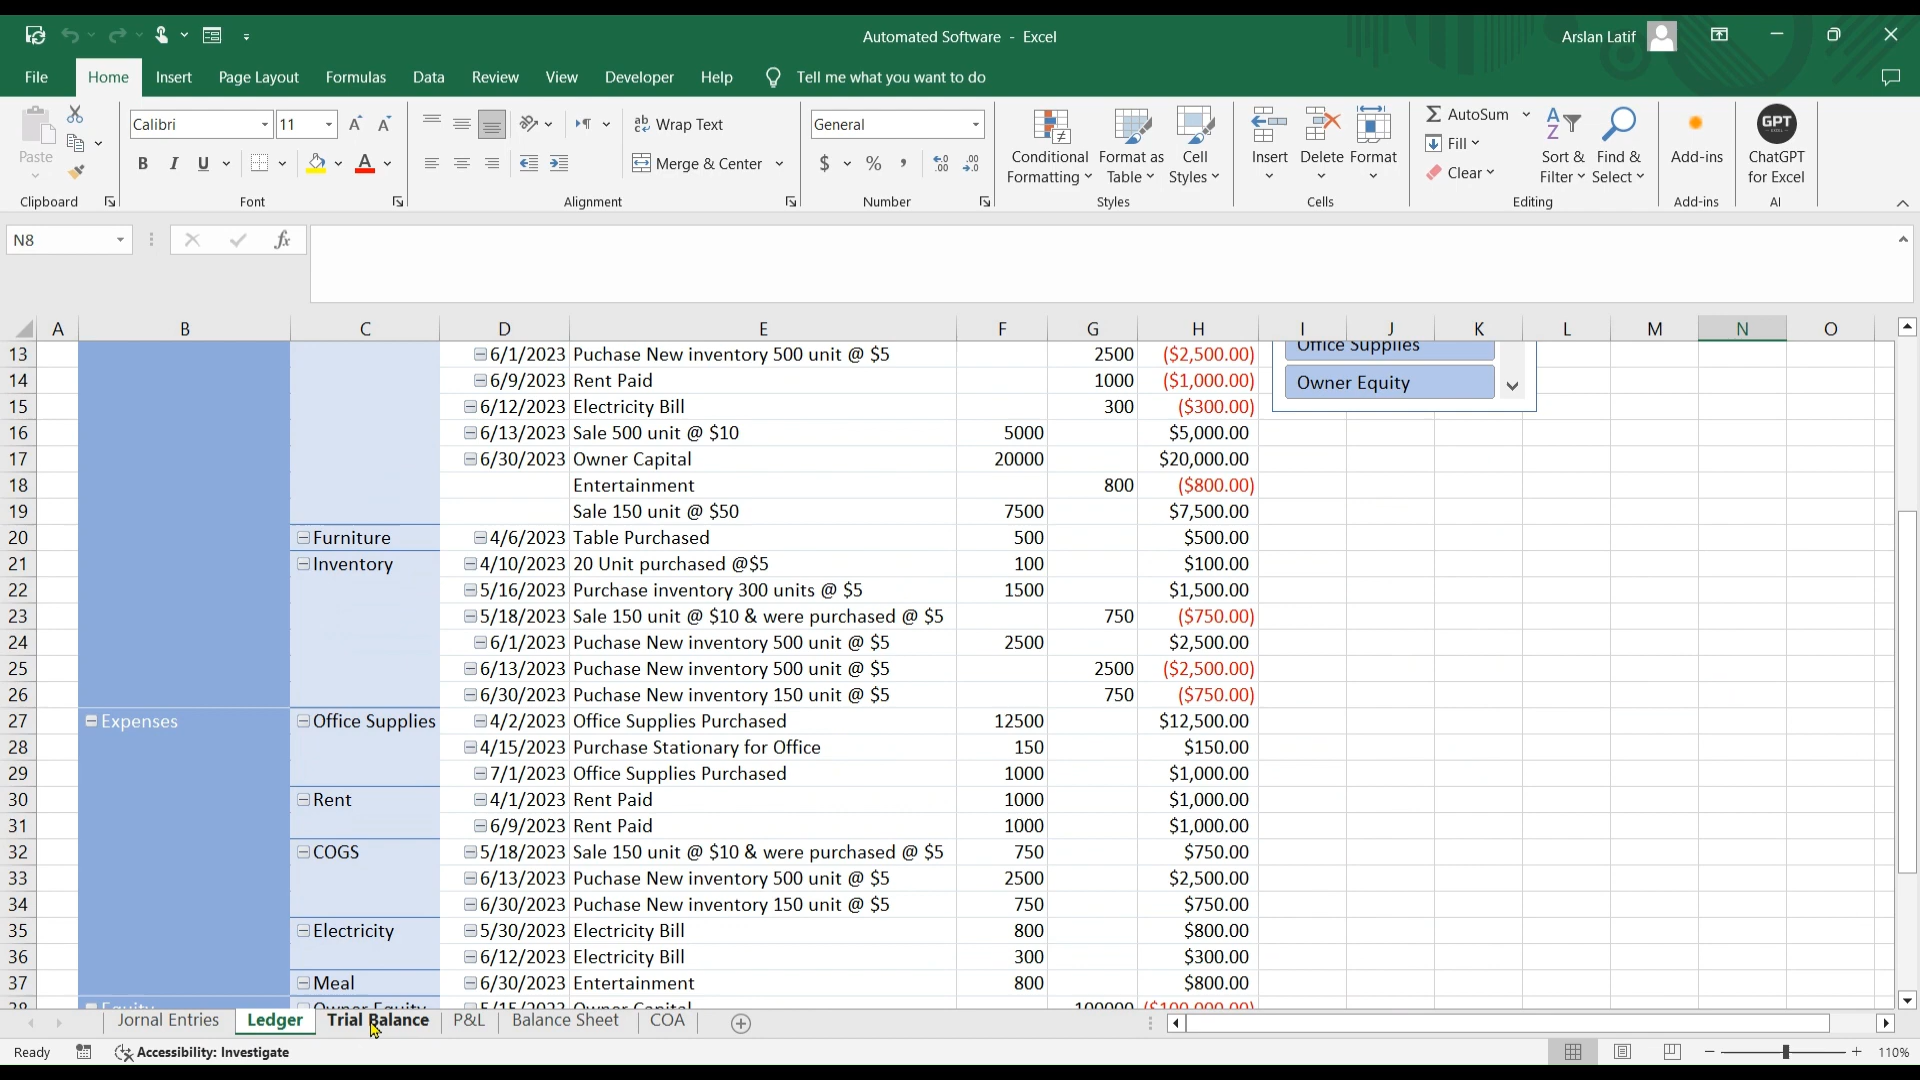 Automated Software - Excel
Arslan Latif
File Home Insert Page Layout Formulas Data Review View Developer Help Tell me what you want to do
Paste
Calibri 11
B I U
ab Wrap Text
Merge & Center
General
$ % ,
Conditional Formatting
Format as Table
Cell Styles
Insert
Delete
Format
AutoSum
Fill
Clear
Sort & Filter
Find & Select
Add-ins
GPT
ChatGPT for Excel
Clipboard Font Alignment Number Styles Cells Editing Add-ins AI
N8 fx
A B C D E F G H I J K L M N O
13 6/1/2023 Puchase New inventory 500 unit @ $5 2500 ($2,500.00) Office Supplies
14 6/9/2023 Rent Paid 1000 ($1,000.00) Owner Equity
15 6/12/2023 Electricity Bill 300 ($300.00)
16 6/13/2023 Sale 500 unit @ $10 5000 $5,000.00
17 6/30/2023 Owner Capital 20000 $20,000.00
18 Entertainment 800 ($800.00)
19 Sale 150 unit @ $50 7500 $7,500.00
20 Furniture 4/6/2023 Table Purchased 500 $500.00
21 Inventory 4/10/2023 20 Unit purchased @$5 100 $100.00
22 5/16/2023 Purchase inventory 300 units @ $5 1500 $1,500.00
23 5/18/2023 Sale 150 unit @ $10 & were purchased @ $5 750 ($750.00)
24 6/1/2023 Puchase New inventory 500 unit @ $5 2500 $2,500.00
25 6/13/2023 Puchase New inventory 500 unit @ $5 2500 ($2,500.00)
26 6/30/2023 Puchase New inventory 150 unit @ $5 750 ($750.00)
27 Expenses Office Supplies 4/2/2023 Office Supplies Purchased 12500 $12,500.00
28 4/15/2023 Purchase Stationary for Office 150 $150.00
29 7/1/2023 Office Supplies Purchased 1000 $1,000.00
30 Rent 4/1/2023 Rent Paid 1000 $1,000.00
31 6/9/2023 Rent Paid 1000 $1,000.00
32 COGS 5/18/2023 Sale 150 unit @ $10 & were purchased @ $5 750 $750.00
33 6/13/2023 Puchase New inventory 500 unit @ $5 2500 $2,500.00
34 6/30/2023 Puchase New inventory 150 unit @ $5 750 $750.00
35 Electricity 5/30/2023 Electricity Bill 800 $800.00
36 6/12/2023 Electricity Bill 300 $300.00
37 Meal 6/30/2023 Entertainment 800 $800.00
38 Equity Owner Equity 5/15/2023 Owner Capital 100000 ($100,000.00)
Jornal Entries Ledger Trial Balance P&L Balance Sheet COA
Ready Accessibility: Investigate 110%